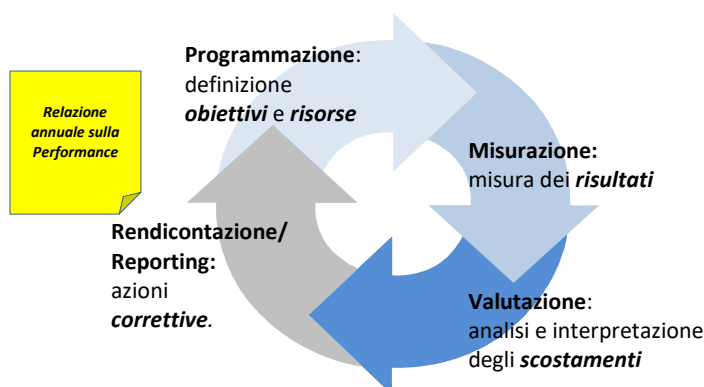 Programmazione:
definizione
obiettivi e risorse
Relazione
annuale sulla
Performance
Misurazione:
misura dei risultati
Rendicontazione/
Reporting:
azioni
correttive.
Valutazione:
analisi e interpretazione
degli scostamenti